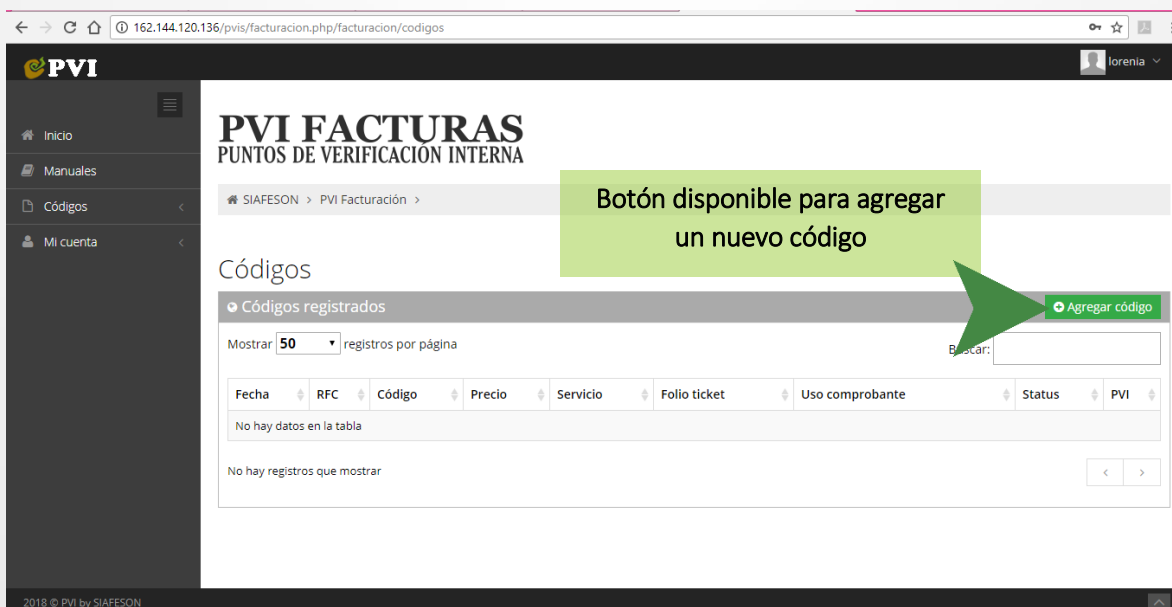 162.144.120.136/pvis/facturacion.php/facturacion/codigos
PVI
lorenia
Inicio
Manuales
Códigos
Mi cuenta
PVI FACTURAS
PUNTOS DE VERIFICACIÓN INTERNA
SIAFESON > PVI Facturación >
Botón disponible para agregar
un nuevo código
Códigos
Códigos registrados
Agregar código
Mostrar 50 registros por página
Buscar:
Fecha RFC Código Precio Servicio Folio ticket Uso comprobante Status PVI
No hay datos en la tabla
No hay registros que mostrar
2018 © PVI by SIAFESON